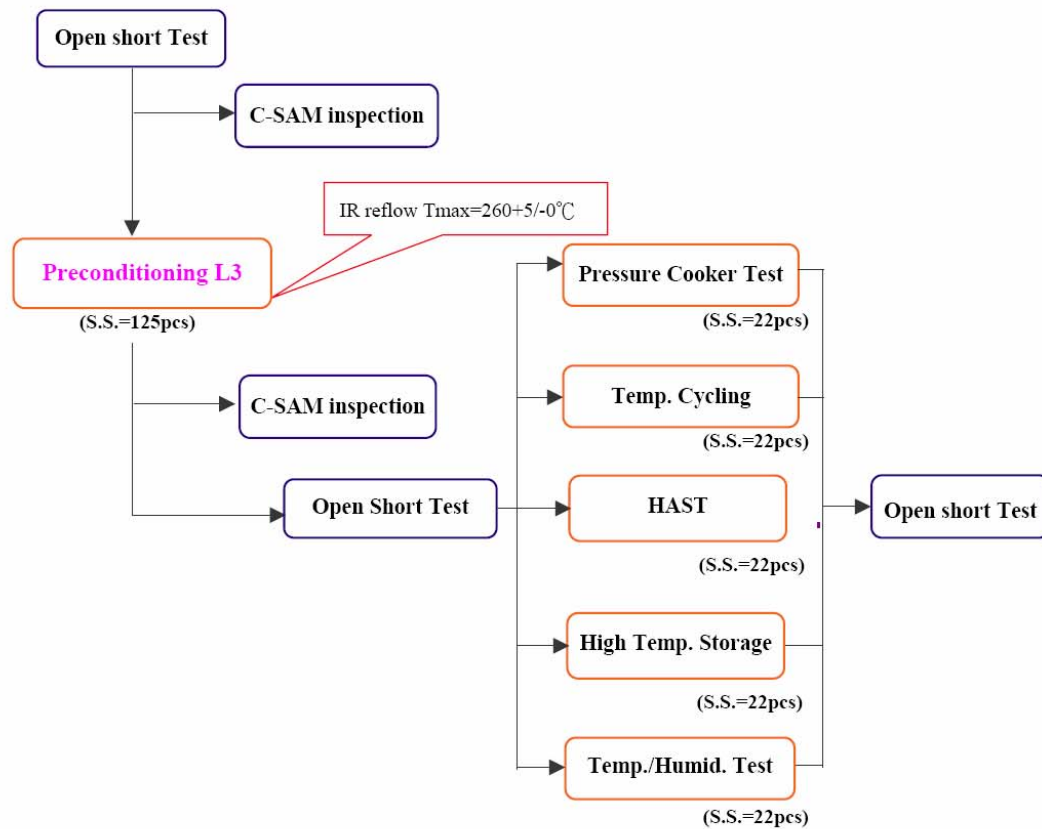 Open short Test
C-SAM inspection
IR reflow Tmax=260+5/-0℃
Preconditioning L3
(S.S.=125pcs)
Pressure Cooker Test
(S.S.=22pcs)
C-SAM inspection
Temp. Cycling
(S.S.=22pcs)
Open Short Test
HAST
Open short Test
(S.S.=22pcs)
High Temp. Storage
(S.S.=22pcs)
Temp./Humid. Test
(S.S.=22pcs)